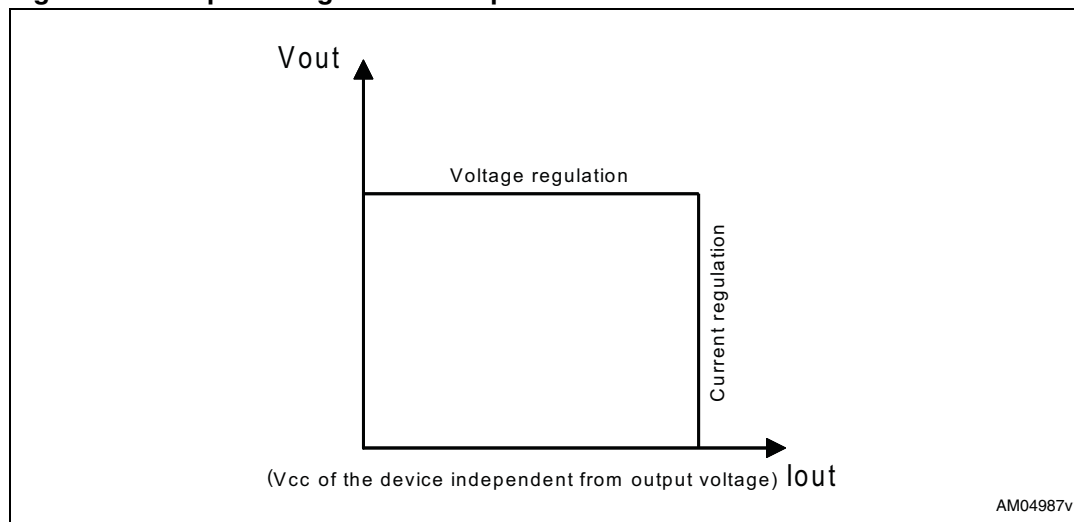 Vout
Voltage regulation
Current regulation
(Vcc of the device independent from output voltage) Iout
AM04987v